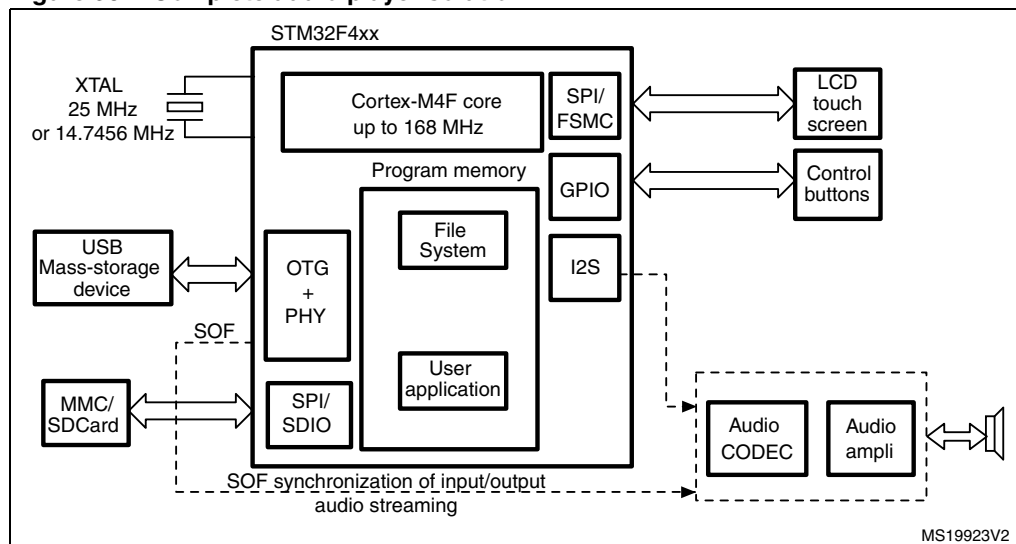 STM32F4xx
XTAL
25 MHz
or 14.7456 MHz
Cortex-M4F core
up to 168 MHz
SPI/
FSMC
LCD
touch
screen
Program memory
GPIO
Control
buttons
File
System
I2S
USB
Mass-storage
device
OTG
+
PHY
SOF
User
application
MMC/
SDCard
SPI/
SDIO
Audio
CODEC
Audio
ampli
SOF synchronization of input/output
audio streaming
MS19923V2